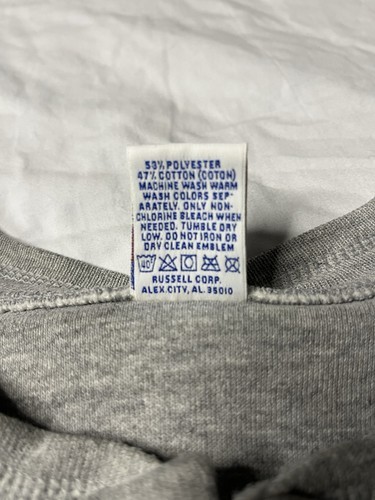 53% POLYESTER
47% COTTON (COTON)
MACHINE WASH WARM
WASH COLORS SEP-
ARATELY. ONLY NON-
CHLORINE BLEACH WHEN
NEEDED. TUMBLE DRY
LOW. DO NOT IRON OR
DRY CLEAN EMBLEM
40°
RUSSELL CORP.
ALEX.CITY, AL. 35010